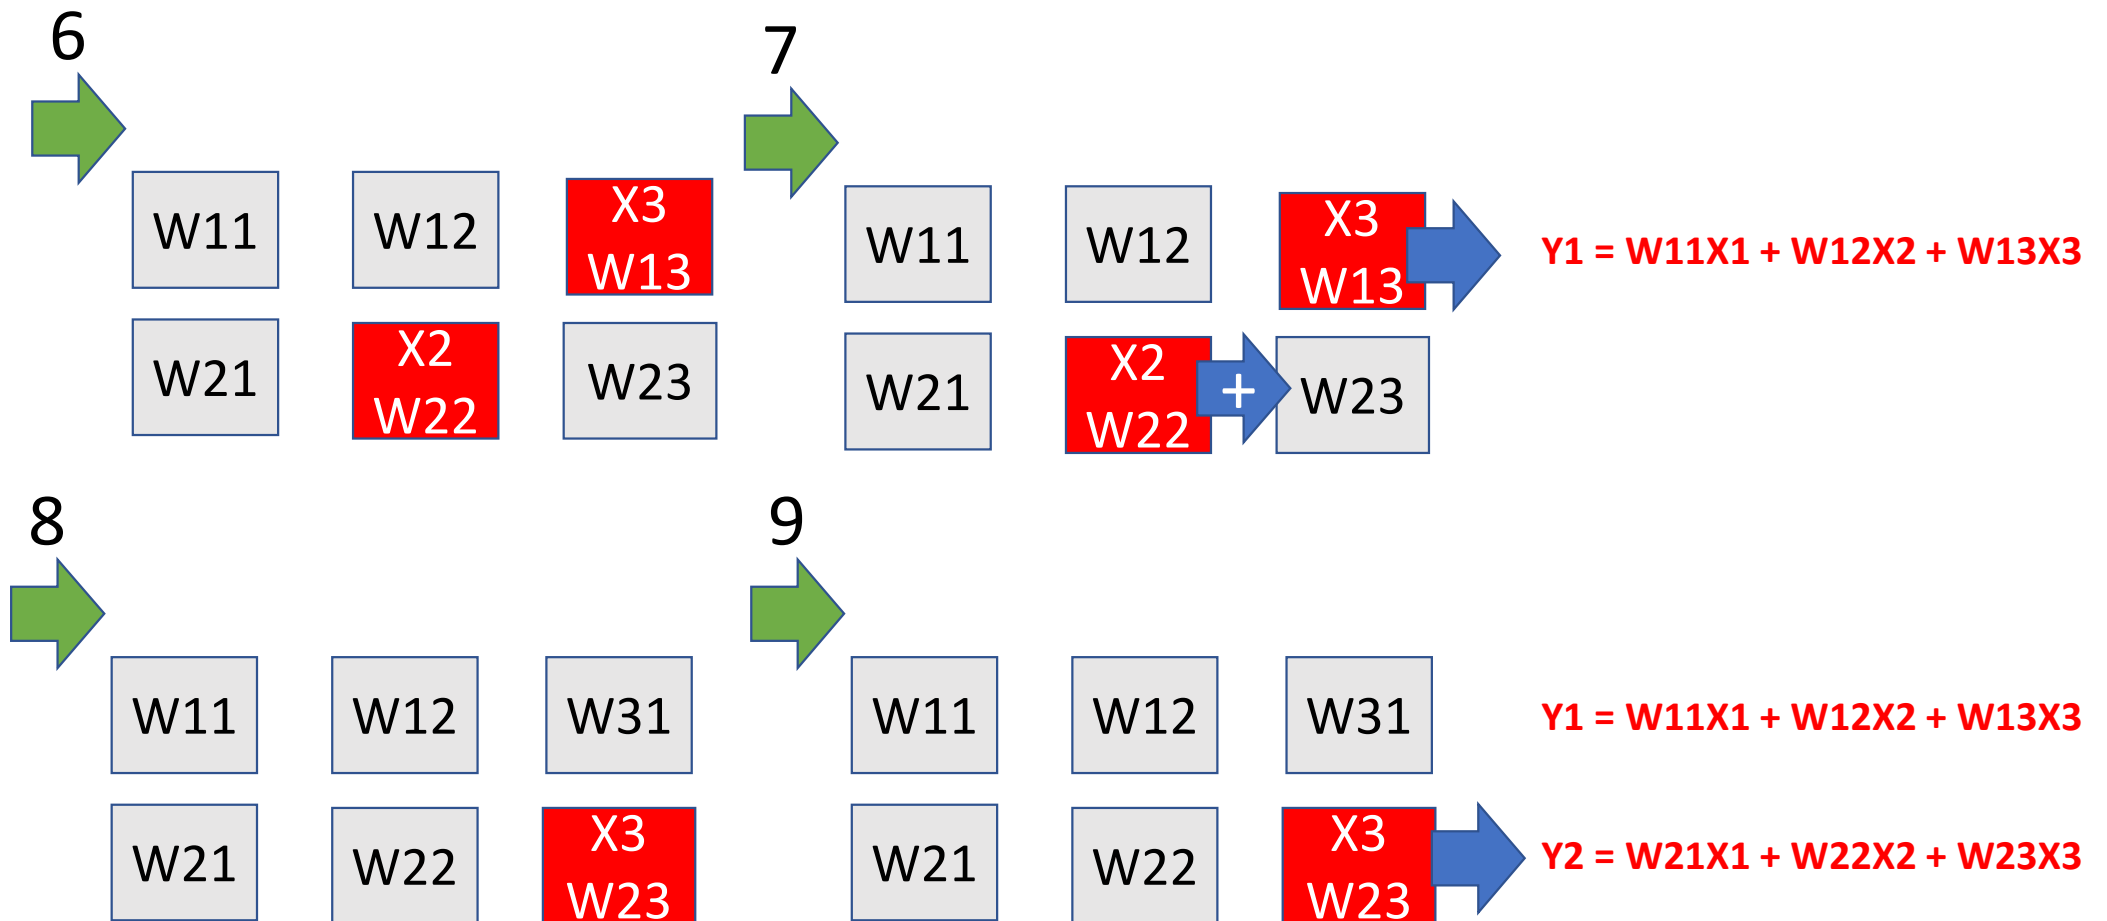 6
W11
W12
X3
W13
W21
X2
W22
W23
7
W11
W12
X3
W13
Y1 = W11X1 + W12X2 + W13X3
W21
X2
W22
+
W23
8
W11
W12
W31
W21
W22
X3
W23
9
W11
W12
W31
Y1 = W11X1 + W12X2 + W13X3
W21
W22
X3
W23
Y2 = W21X1 + W22X2 + W23X3